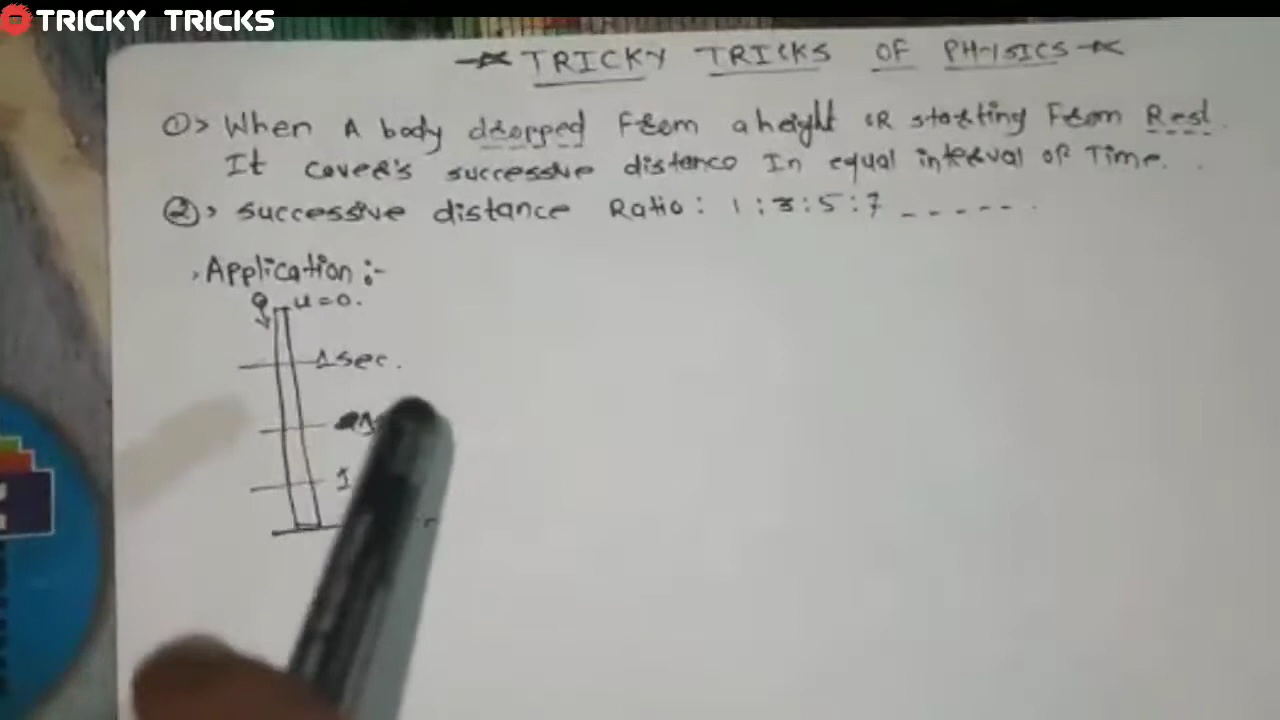 TRICKY TRICKS
TRICKY TRICKS OF PHYSICS
1> When A body dropped From a height OR starting From Rest.
It cover's successive distance In equal interval of Time.
2> successive distance Ratio: 1:3:5:7 ------.
Application :-
u=0.
1sec.
1